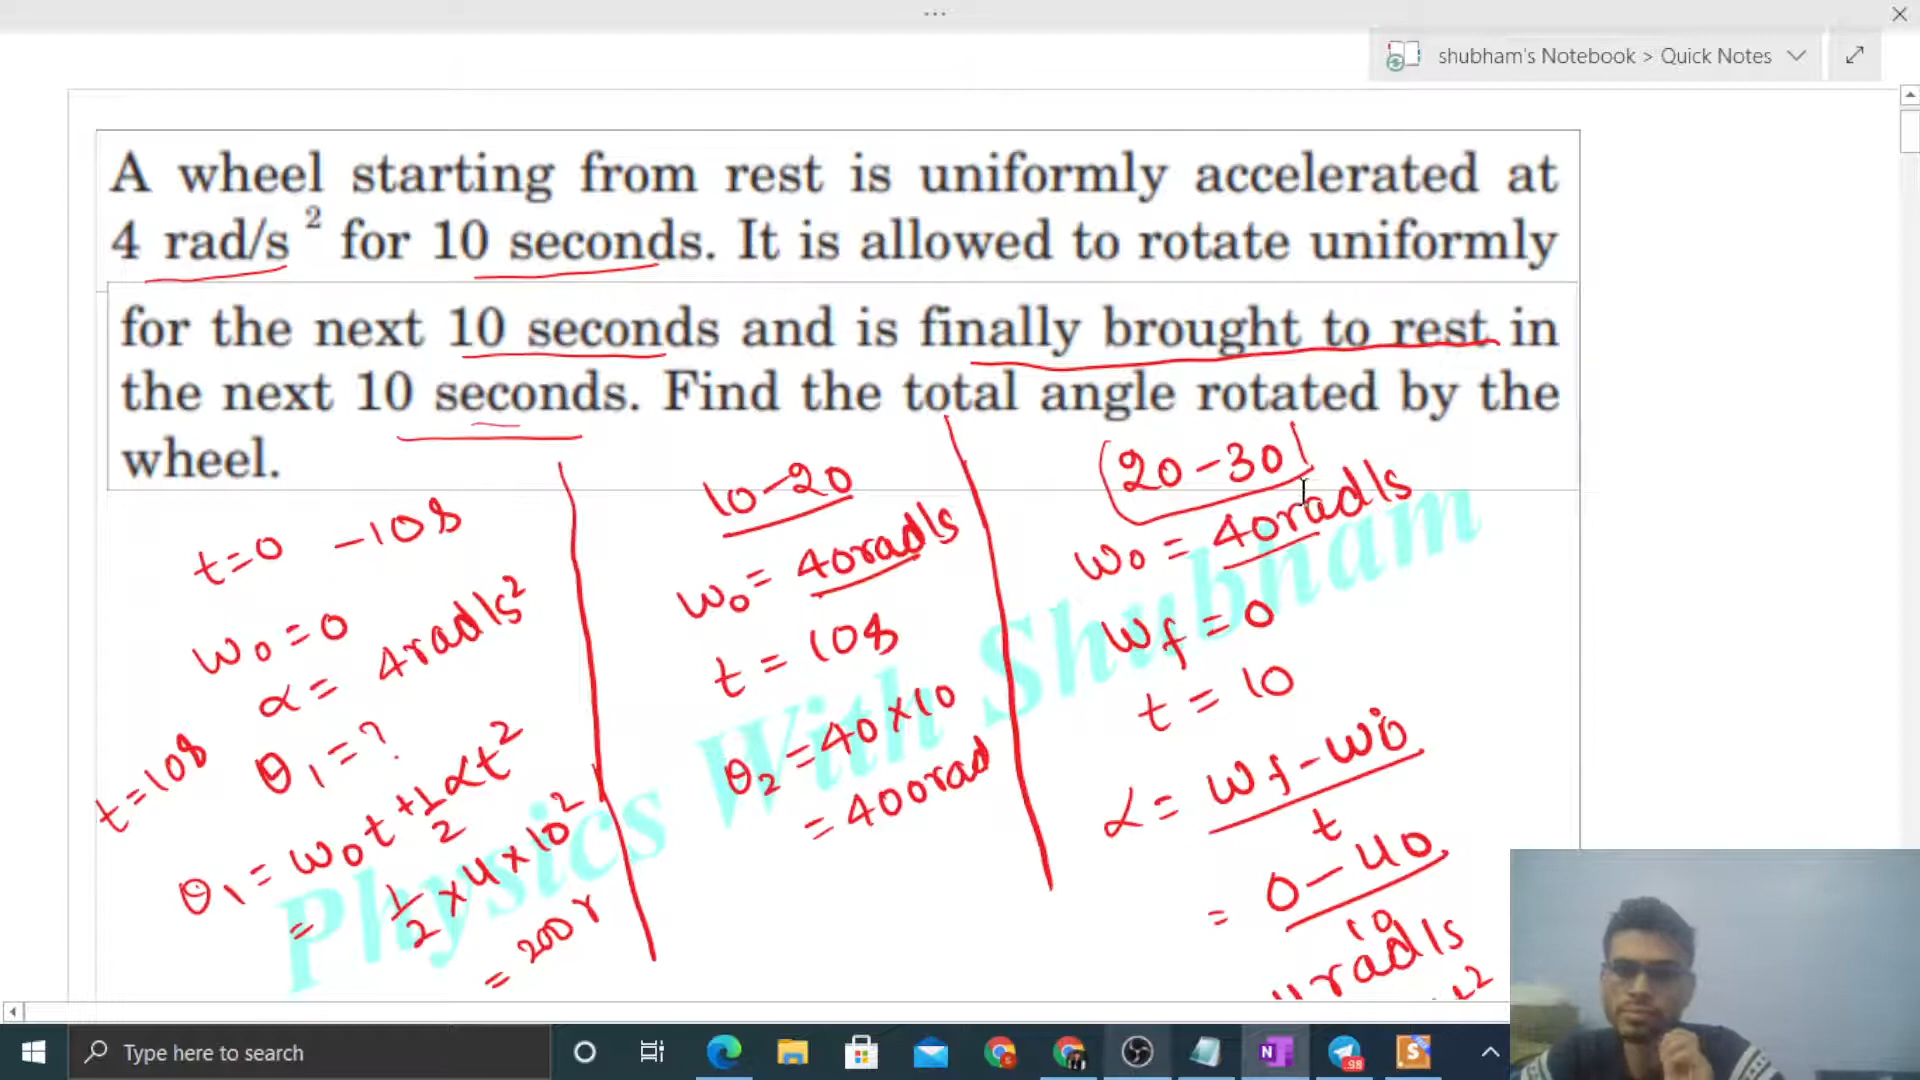 shubham's Notebook > Quick Notes
A wheel starting from rest is uniformly accelerated at
4 rad/s ² for 10 seconds. It is allowed to rotate uniformly
for the next 10 seconds and is finally brought to rest in
the next 10 seconds. Find the total angle rotated by the
wheel.
t=0 -10s
ω₀=0
α= 4rad/s²
t=10s
θ₁=?
θ₁=ω₀t+1/2αt²
= 1/2×4×10²
= 200r
10-20
ω₀=40rad/s
t=10s
θ₂=40×10
=400rad
(20-30)
ω₀=40rad/s
ωf=0
t=10
α=ωf-ω₀/t
=0-40/10
rad/s
Physics With Shubham
Type here to search
98